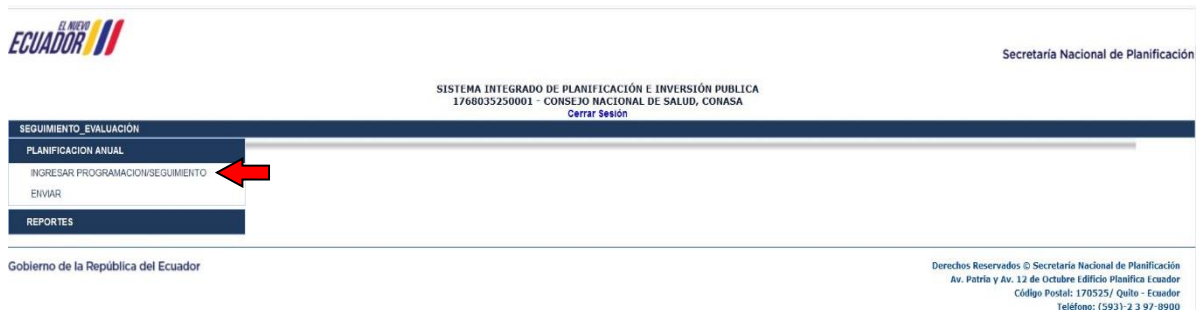 EL NUEVO
ECUADOR
Secretaría Nacional de Planificación
SISTEMA INTEGRADO DE PLANIFICACIÓN E INVERSIÓN PUBLICA
1768035250001 - CONSEJO NACIONAL DE SALUD, CONASA
Cerrar Sesión
SEGUIMIENTO_EVALUACIÓN
PLANIFICACION ANUAL
INGRESAR PROGRAMACION/SEGUIMIENTO
ENVIAR
REPORTES
Gobierno de la República del Ecuador
Derechos Reservados © Secretaría Nacional de Planificación
Av. Patria y Av. 12 de Octubre Edificio Planifica Ecuador
Código Postal: 170525/ Quito - Ecuador
Teléfono: (593)-2 3 97-8900